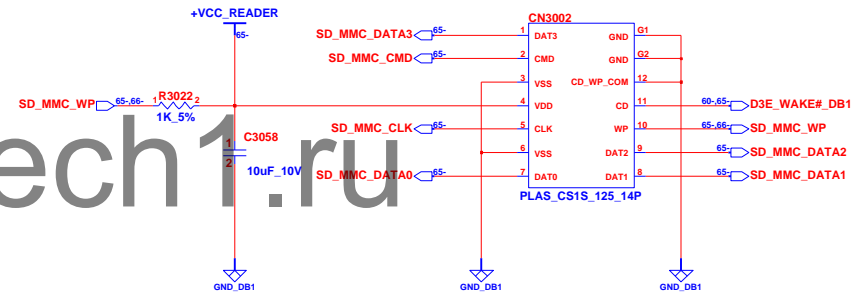 +VCC_READER
65-
SD_MMC_WP 65-,66- 1 R3022 2
1K_5%
1 C3058
2
10uF_10V
GND_DB1
CN3002
SD_MMC_DATA3 65- 1 DAT3 GND G1
SD_MMC_CMD 65- 2 CMD GND G2
3 VSS CD_WP_COM 12
4 VDD CD 11 60-,65- D3E_WAKE#_DB1
SD_MMC_CLK 65- 5 CLK WP 10 65-,66- SD_MMC_WP
6 VSS DAT2 9 65- SD_MMC_DATA2
SD_MMC_DATA0 65- 7 DAT0 DAT1 8 65- SD_MMC_DATA1
PLAS_CS1S_125_14P
GND_DB1
GND_DB1
ech1.ru